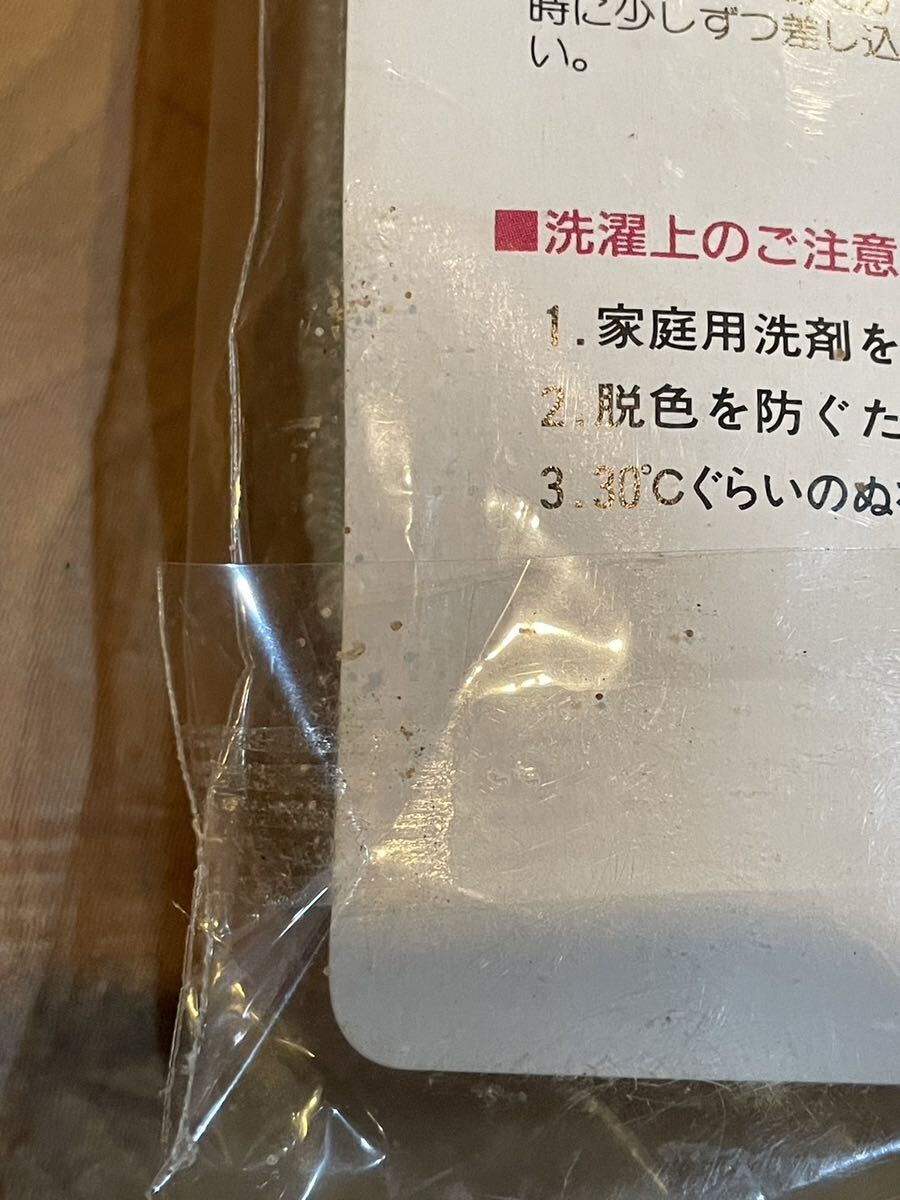 時に少しずつ差し込
い。
■洗濯上のご注意
1.家庭用洗剤を
2.脱色を防ぐた
3.30℃ぐらいのぬ